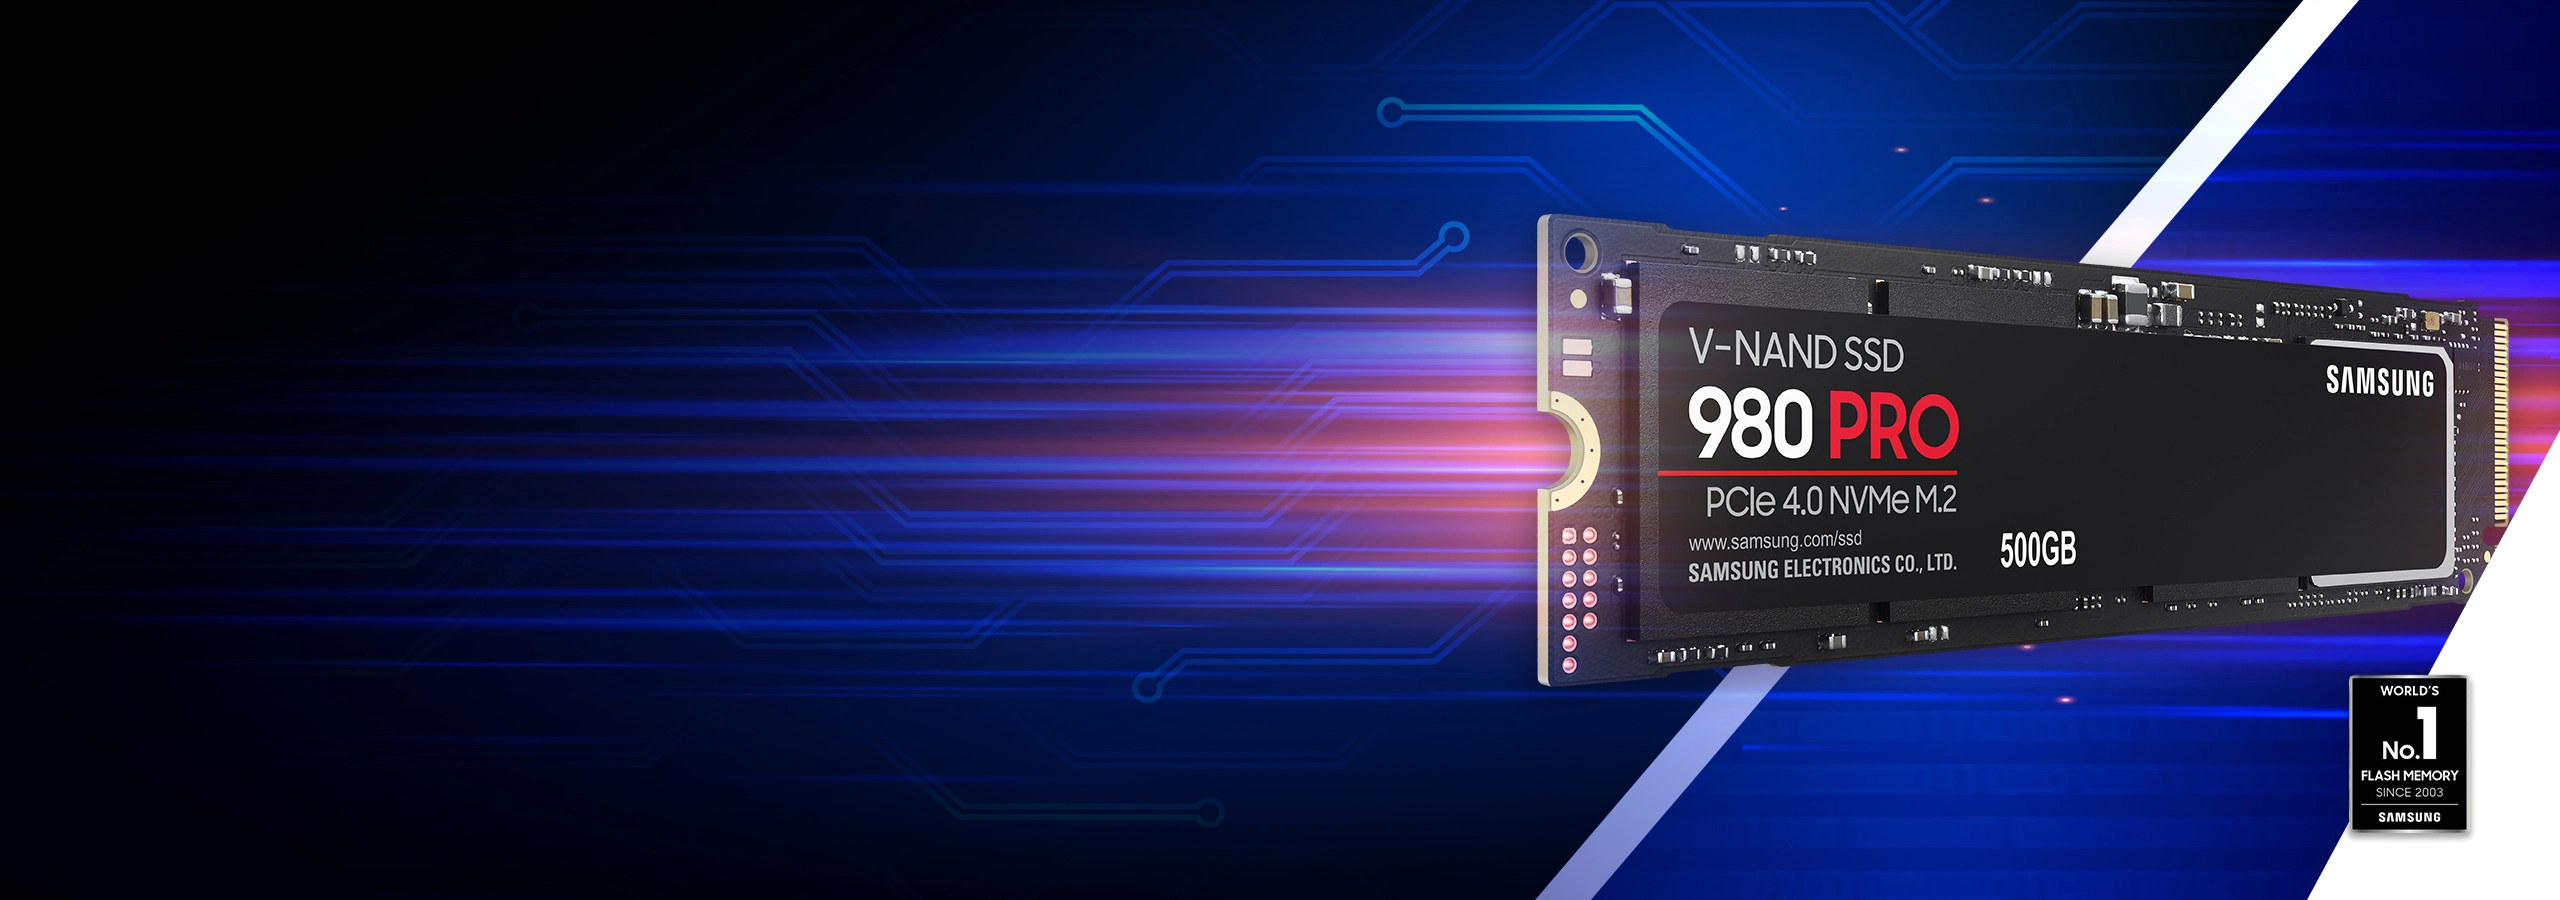 V-NAND SSD
980 PRO
PCIe 4.0 NVMe M.2
www.samsung.com/ssd
SAMSUNG ELECTRONICS CO., LTD.
500GB
SAMSUNG
WORLD'S
No.1
FLASH MEMORY
SINCE 2003
SAMSUNG